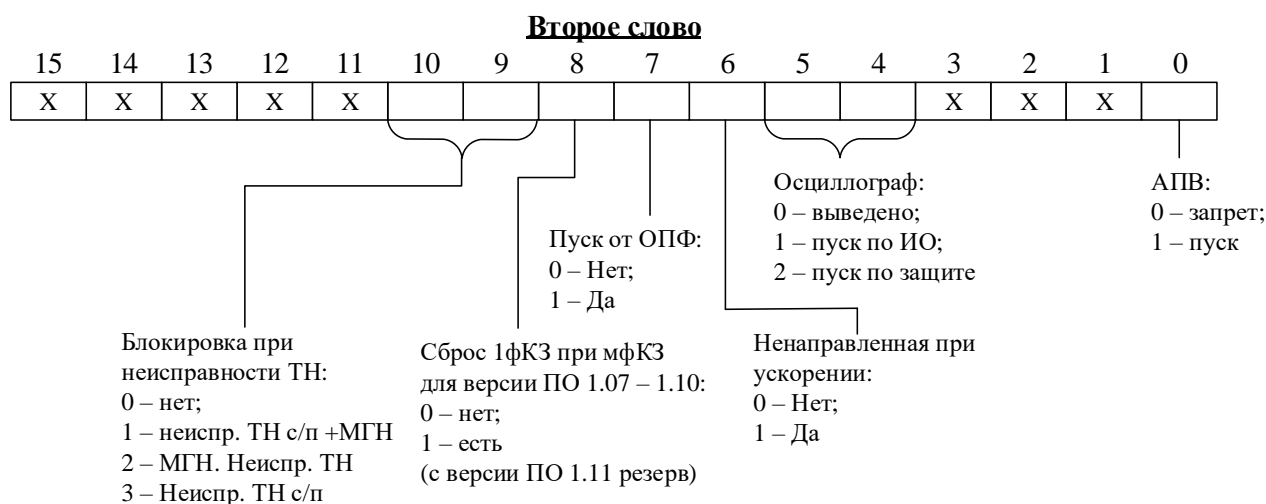 Второе слово
15 14 13 12 11 10 9 8 7 6 5 4 3 2 1 0
X X X X X X X X
Осциллограф:
0 – выведено;
1 – пуск по ИО;
2 – пуск по защите
АПВ:
0 – запрет;
1 – пуск
Пуск от ОПФ:
0 – Нет;
1 – Да
Блокировка при
неисправности ТН:
0 – нет;
1 – неиспр. ТН с/п +МГН
2 – МГН. Неиспр. ТН
3 – Неиспр. ТН с/п
Сброс 1фКЗ при мфКЗ
для версии ПО 1.07 – 1.10:
0 – нет;
1 – есть
(с версии ПО 1.11 резерв)
Ненаправленная при
ускорении:
0 – Нет;
1 – Да